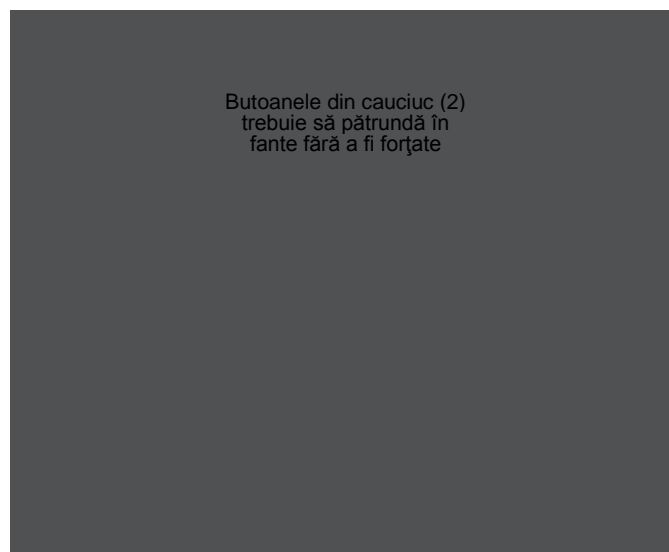 Butoanele din cauciuc (2)
trebuie să pătrundă în
fante fără a fi forţate